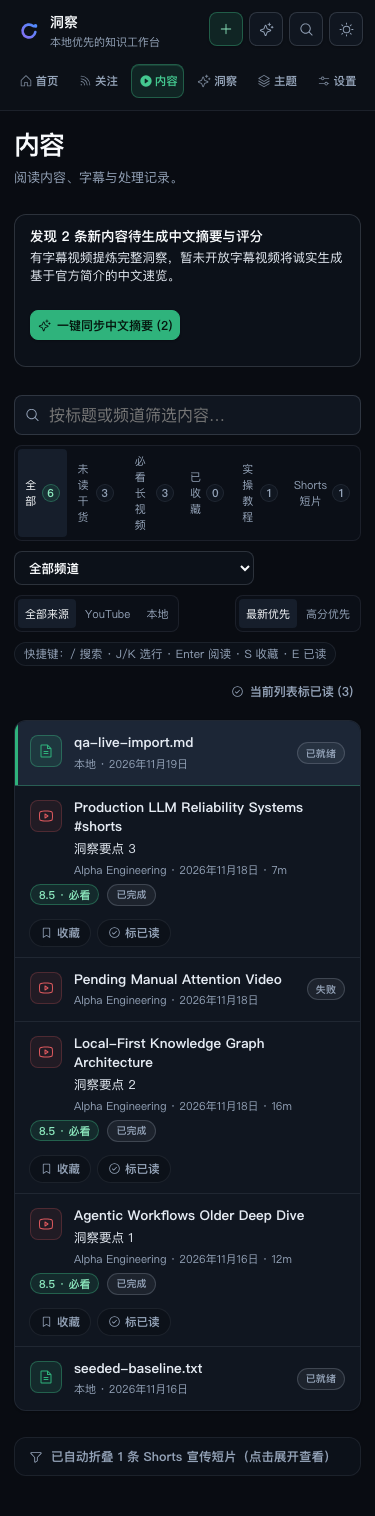 洞察
本地优先的知识工作台
首页 关注 内容 洞察 主题 设置
内容
阅读内容、字幕与处理记录。
发现 2 条新内容待生成中文摘要与评分
有字幕视频提炼完整洞察，暂未开放字幕视频将诚实生成
基于官方简介的中文速览。
一键同步中文摘要 (2)
按标题或频道筛选内容...
全部 6 未读干货 3 必看长视频 3 已收藏 0 实操教程 1 Shorts 短片 1
全部频道
全部来源 YouTube 本地 最新优先 高分优先
快捷键：/ 搜索 · J/K 选行 · Enter 阅读 · S 收藏 · E 已读
当前列表标已读 (3)
qa-live-import.md
本地 · 2026年11月19日
已就绪
Production LLM Reliability Systems
#shorts
洞察要点 3
Alpha Engineering · 2026年11月18日 · 7m
8.5 · 必看 已完成
收藏 标已读
Pending Manual Attention Video
Alpha Engineering · 2026年11月18日
失败
Local-First Knowledge Graph
Architecture
洞察要点 2
Alpha Engineering · 2026年11月18日 · 16m
8.5 · 必看 已完成
收藏 标已读
Agentic Workflows Older Deep Dive
洞察要点 1
Alpha Engineering · 2026年11月16日 · 12m
8.5 · 必看 已完成
收藏 标已读
seeded-baseline.txt
本地 · 2026年11月16日
已就绪
已自动折叠 1 条 Shorts 宣传短片（点击展开查看）